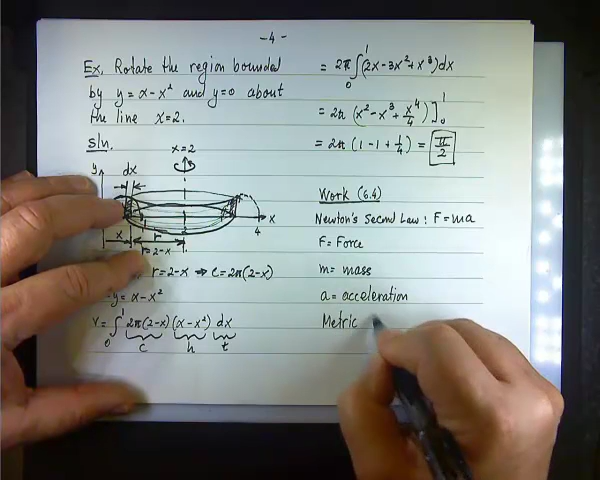 - 4 -
Ex. Rotate the region bounded
by y = x - x² and y=0 about
the line x=2.
sln.
x=2
y
dx
x
4
2
x
r
r=2-x
r=2-x ⇒ c=2π(2-x)
y = x - x²
V = ∫₀¹ 2π(2-x) (x-x²) dx
c h t
= 2π ∫₀¹ (2x - 3x² + x³) dx
= 2π (x² - x³ + x⁴/4) ]₀¹
= 2π (1 - 1 + 1/4) = π/2
Work (6.4)
Newton's Second Law : F = ma
F = Force
m = mass
a = acceleration
Metric